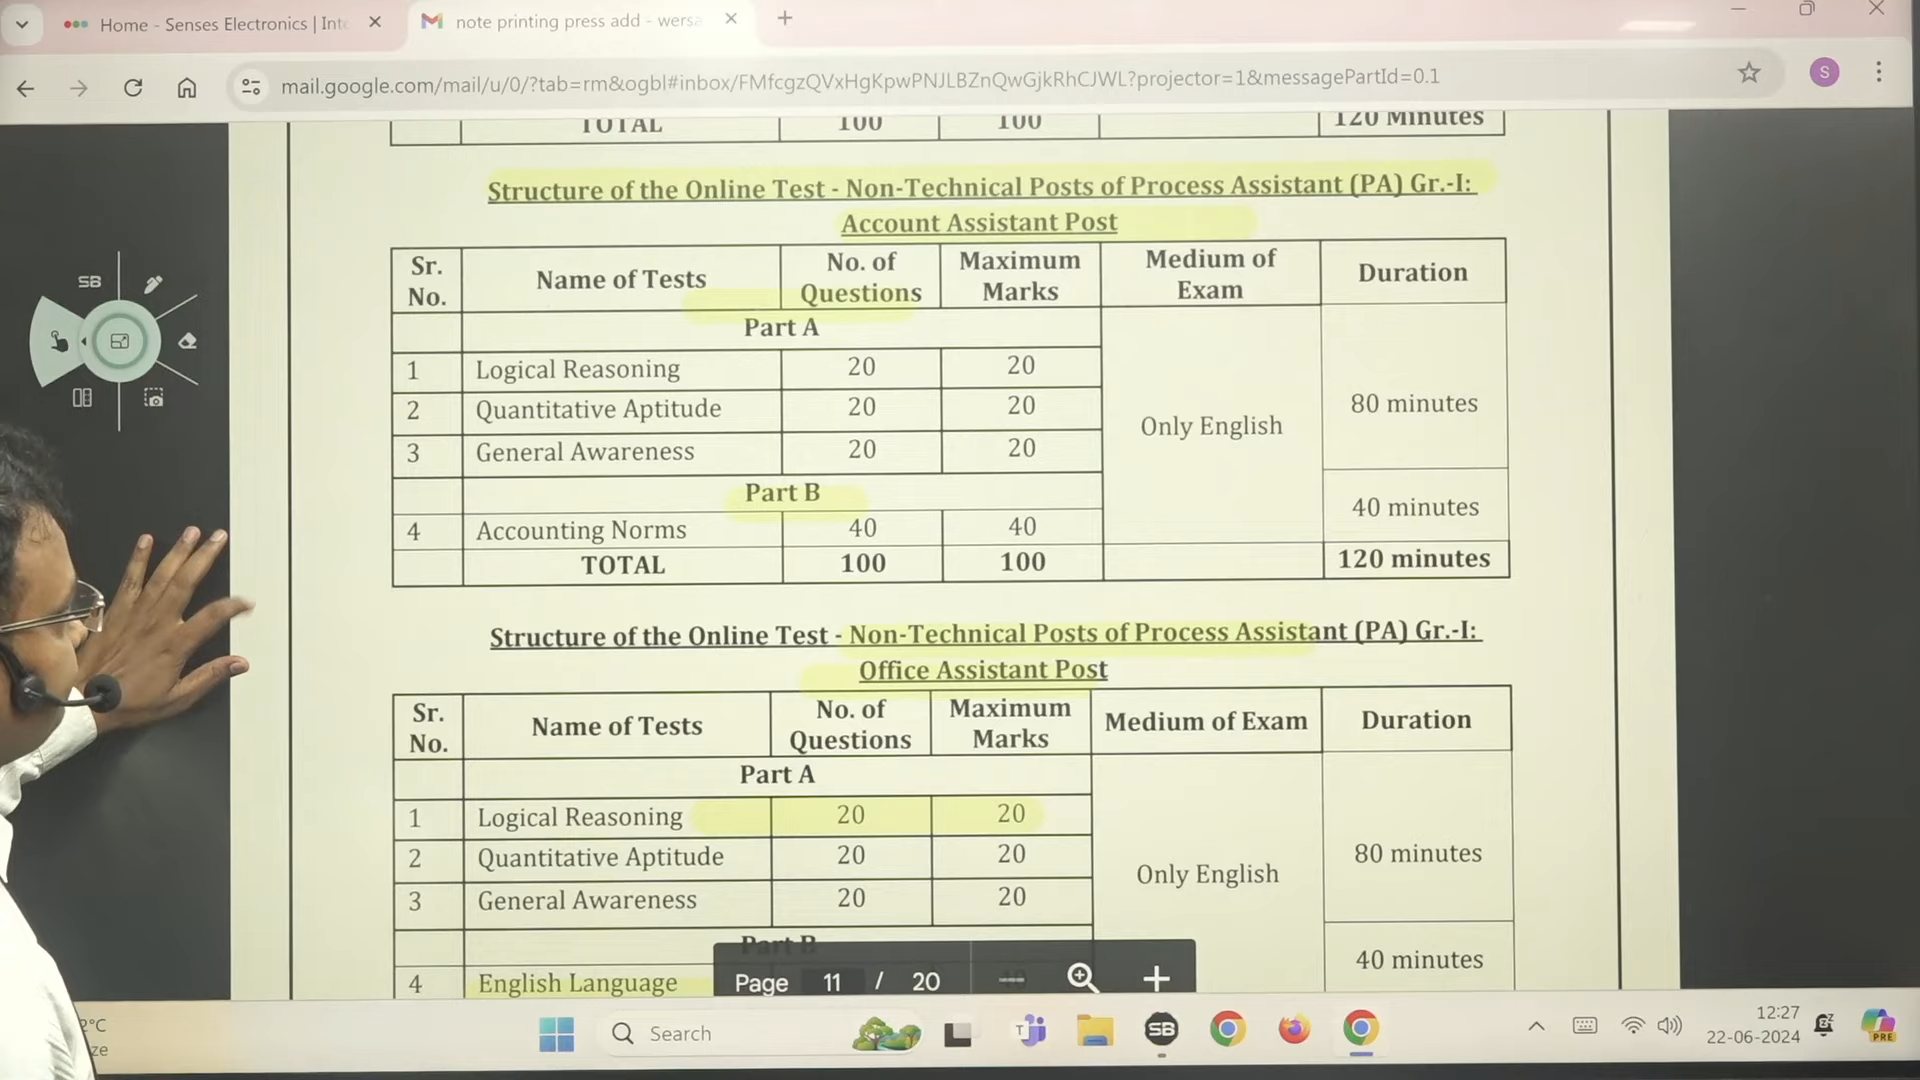 Home - Senses Electronics | Inte
note printing press add - wersa
mail.google.com/mail/u/0/?tab=rm&ogbl#inbox/FMfcgzQVxHgKpwPNJLBZnQwGjkRhCJWL?projector=1&messagePartId=0.1
S
TOTAL 100 100 120 Minutes
Structure of the Online Test - Non-Technical Posts of Process Assistant (PA) Gr.-I:
Account Assistant Post
Sr. No. Name of Tests No. of Questions Maximum Marks Medium of Exam Duration
Part A
1 Logical Reasoning 20 20
2 Quantitative Aptitude 20 20
3 General Awareness 20 20
Only English
80 minutes
Part B
4 Accounting Norms 40 40
40 minutes
TOTAL 100 100 120 minutes
Structure of the Online Test - Non-Technical Posts of Process Assistant (PA) Gr.-I:
Office Assistant Post
Sr. No. Name of Tests No. of Questions Maximum Marks Medium of Exam Duration
Part A
1 Logical Reasoning 20 20
2 Quantitative Aptitude 20 20
3 General Awareness 20 20
Only English
80 minutes
Part B
4 English Language
40 minutes
Page 11 / 20
SB
2°C
ze
Search
SB
12:27
22-06-2024
PRE